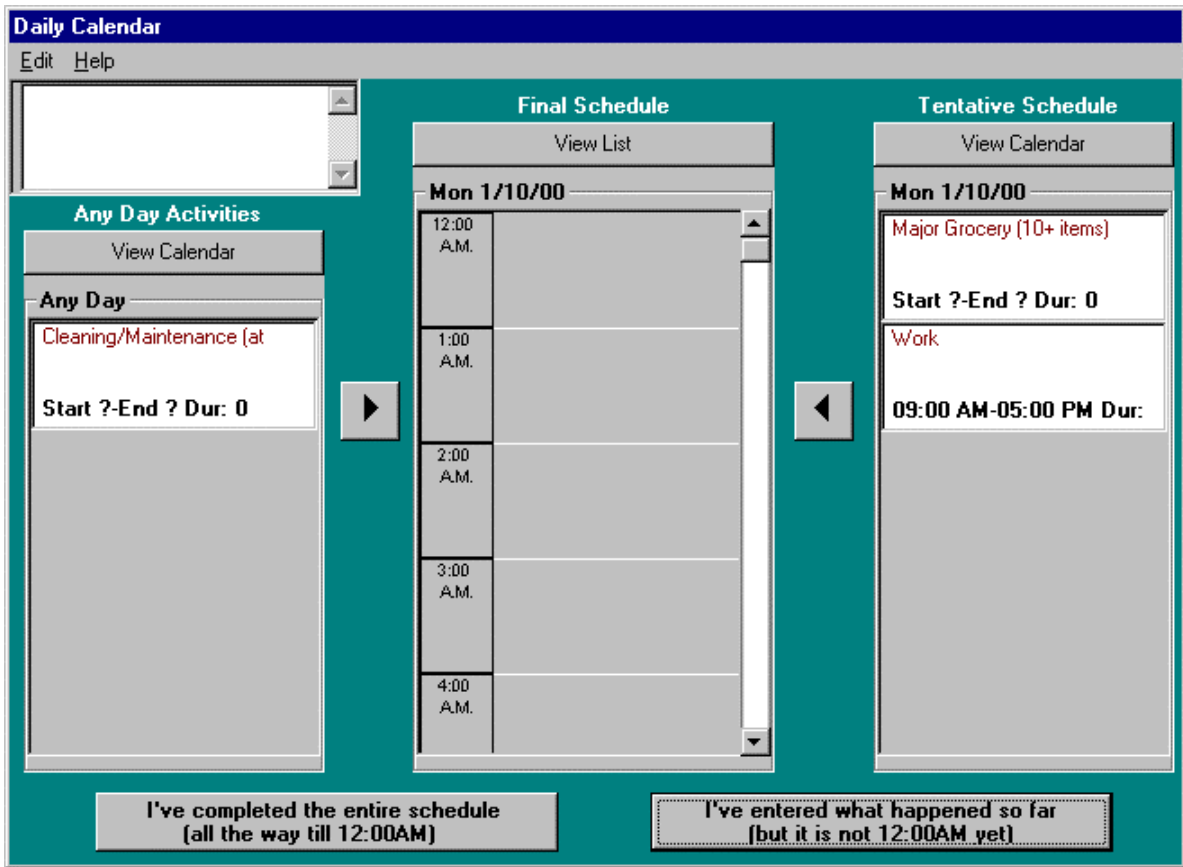 Daily Calendar
Edit Help
Any Day Activities
View Calendar
Any Day
Cleaning/Maintenance (at
Start ?-End ? Dur: 0
Final Schedule
View List
Mon 1/10/00
12:00
A.M.
1:00
A.M.
2:00
A.M.
3:00
A.M.
4:00
A.M.
Tentative Schedule
View Calendar
Mon 1/10/00
Major Grocery (10+ items)
Start ?-End ? Dur: 0
Work
09:00 AM-05:00 PM Dur:
I've completed the entire schedule
(all the way till 12:00AM)
I've entered what happened so far
(but it is not 12:00AM yet)